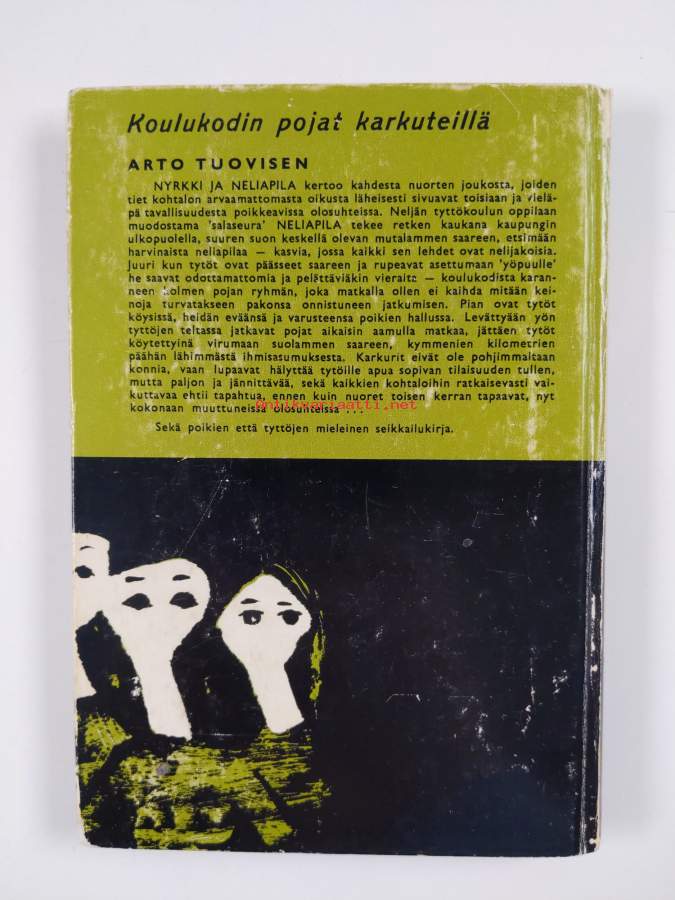 Koulukodin pojat karkuteillä
ARTO TUOVISEN
NYRKKI JA NELIAPILA kertoo kahdesta nuorten joukosta, joiden
tiet kohtalon arvaamattomasta oikusta läheisesti sivuavat toisiaan ja vielä-
pä tavallisuudesta poikkeavissa olosuhteissa. Neljän tyttökoulun oppilaan
muodostama 'salaseura' NELIAPILA tekee retken kaukana kaupungin
ulkopuolella, suuren suon keskellä olevan mutalammen saareen, etsimään
harvinaista neliapilaa — kasvia, jossa kaikki sen lehdet ovat nelijakoisia.
Juuri kun tytöt ovat päässeet saareen ja rupeavat asettumaan 'yöpuulle'
he saavat odottamattomia ja pelättäviäkin vieraita — koulukodista karan-
neen kolmen pojan ryhmän, joka matkalla ollen ei kaihda mitään kei-
noja turvatakseen pakonsa onnistuneen jatkumisen. Pian ovat tytöt
köysissä, heidän eväänsä ja varusteensa poikien hallussa. Levättyään yön
tyttöjen teltassa jatkavat pojat aikaisin aamulla matkaa, jättäen tytöt
köytettyinä virumaan suolammen saareen, kymmenien kilometrien
päähän lähimmästä ihmisasumuksesta. Karkurit eivät ole pohjimmaltaan
konnia, vaan lupaavat hälyttää tytöille apua sopivan tilaisuuden tullen,
mutta paljon ja jännittävää, sekä kaikkien kohtaloihin ratkaisevasti vai-
kuttavaa ehtii tapahtua, ennen kuin nuoret toisen kerran tapaavat, nyt
kokonaan muuttuneissa olosuhteissa ...
antikvariaatti.net
Sekä poikien että tyttöjen mieleinen seikkailukirja.